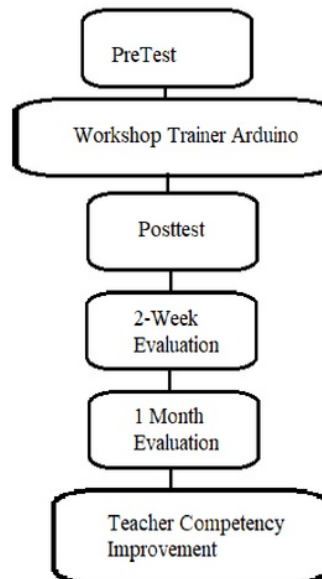 PreTest
Workshop Trainer Arduino
Posttest
2-Week
Evaluation
1 Month
Evaluation
Teacher Competency
Improvement